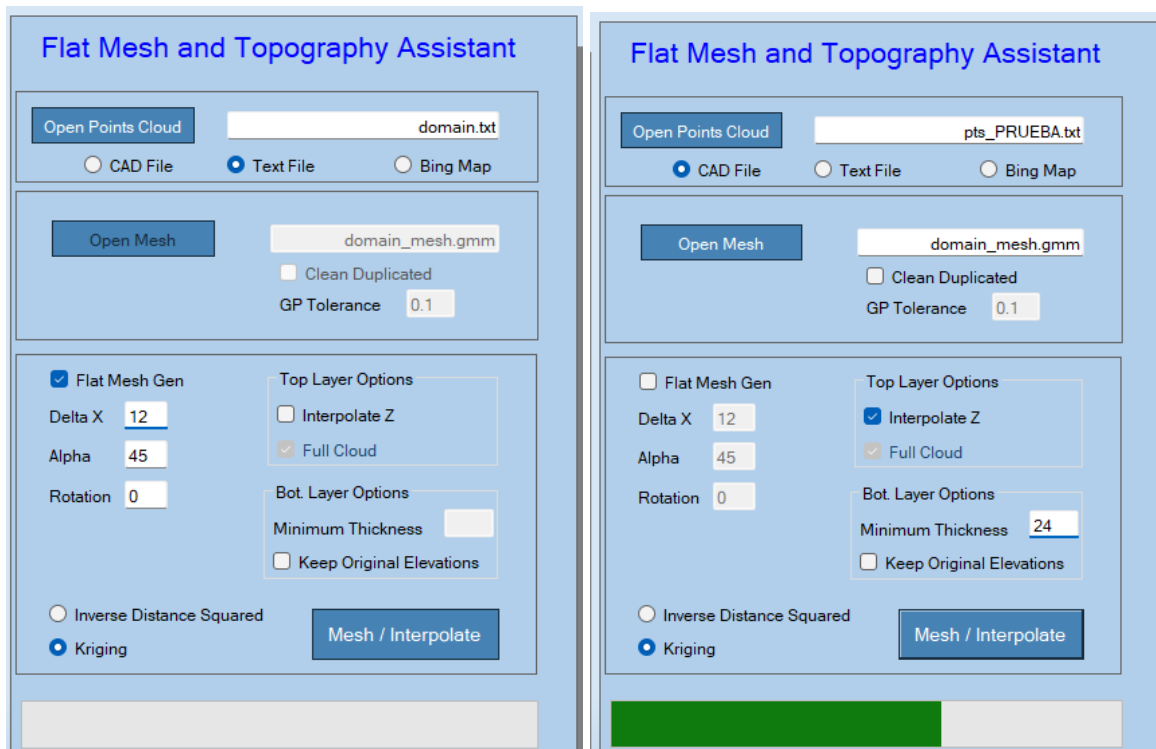 Flat Mesh and Topography Assistant
Open Points Cloud
domain.txt
CAD File
Text File
Bing Map
Open Mesh
domain_mesh.gmm
Clean Duplicated
GP Tolerance
0.1
Flat Mesh Gen
Delta X
12
Alpha
45
Rotation
0
Top Layer Options
Interpolate Z
Full Cloud
Bot. Layer Options
Minimum Thickness
Keep Original Elevations
Inverse Distance Squared
Kriging
Mesh / Interpolate
Flat Mesh and Topography Assistant
Open Points Cloud
pts_PRUEBA.txt
CAD File
Text File
Bing Map
Open Mesh
domain_mesh.gmm
Clean Duplicated
GP Tolerance
0.1
Flat Mesh Gen
Delta X
12
Alpha
45
Rotation
0
Top Layer Options
Interpolate Z
Full Cloud
Bot. Layer Options
Minimum Thickness
24
Keep Original Elevations
Inverse Distance Squared
Kriging
Mesh / Interpolate